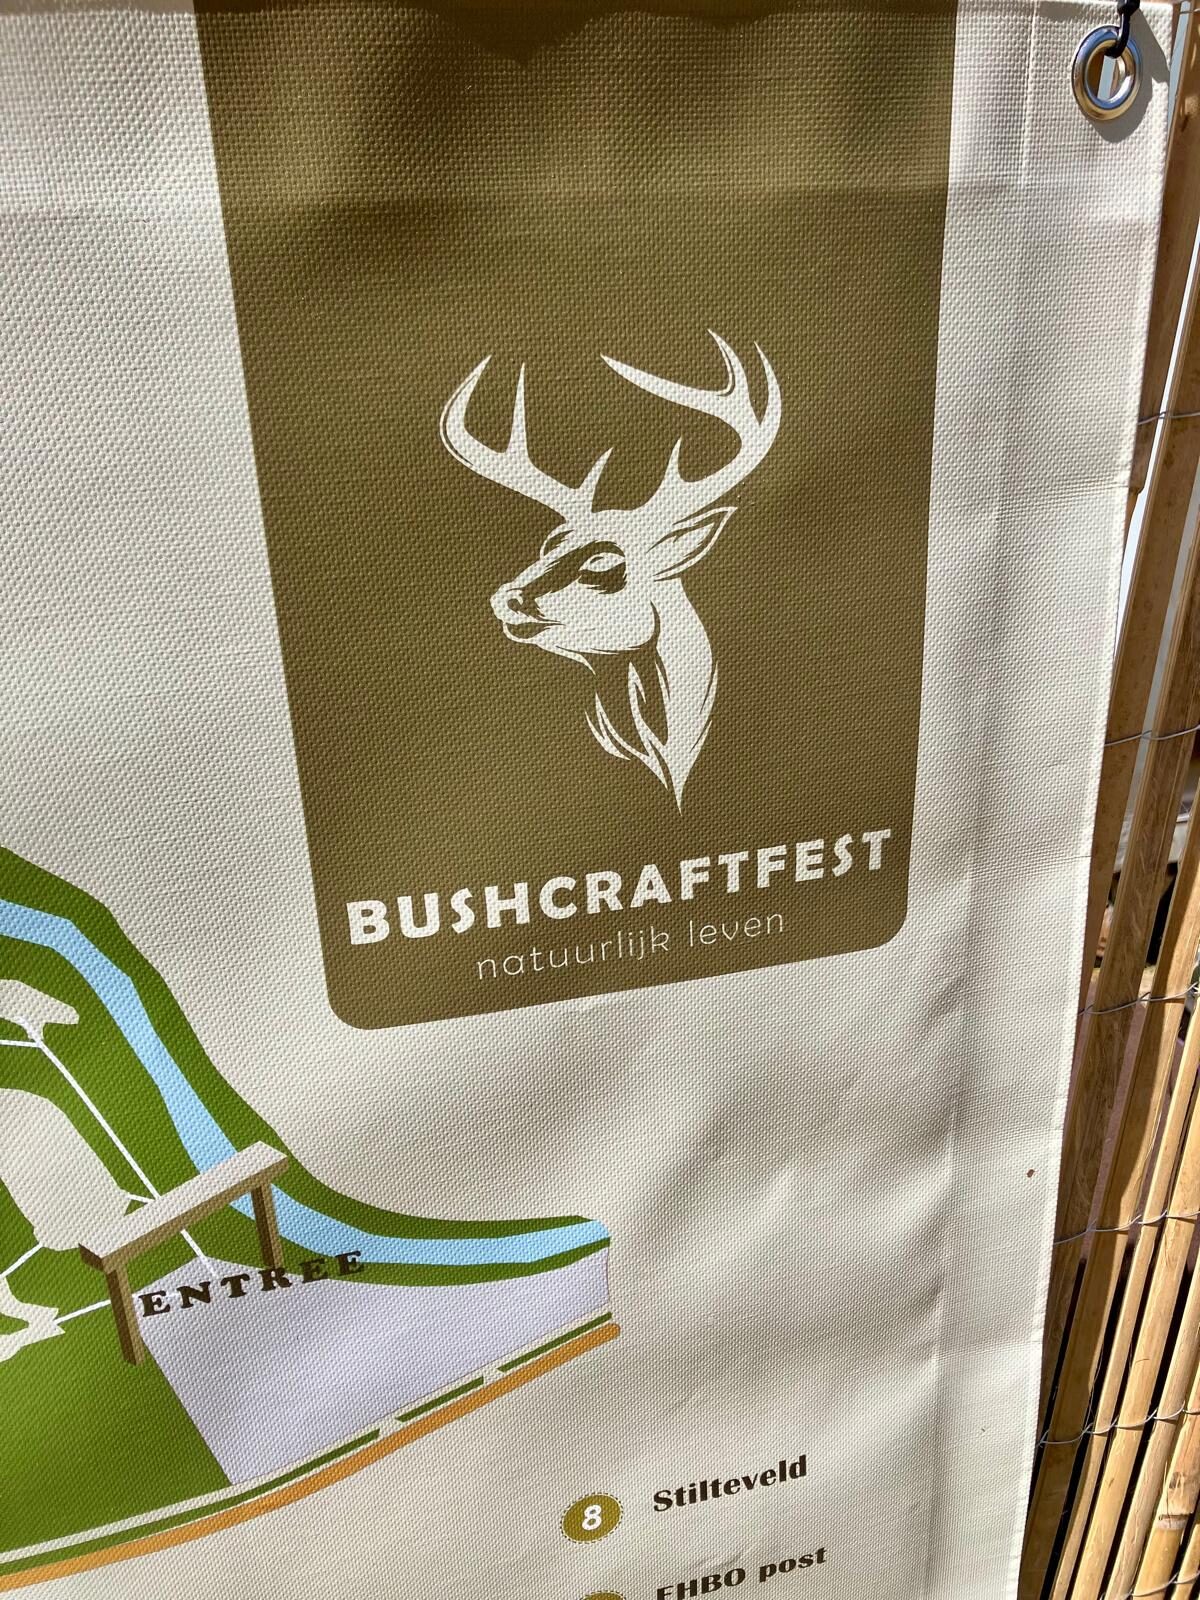 BUSHCRAFTFEST
natuurlijk leven
ENTREE
8 Stilteveld
EHBO post